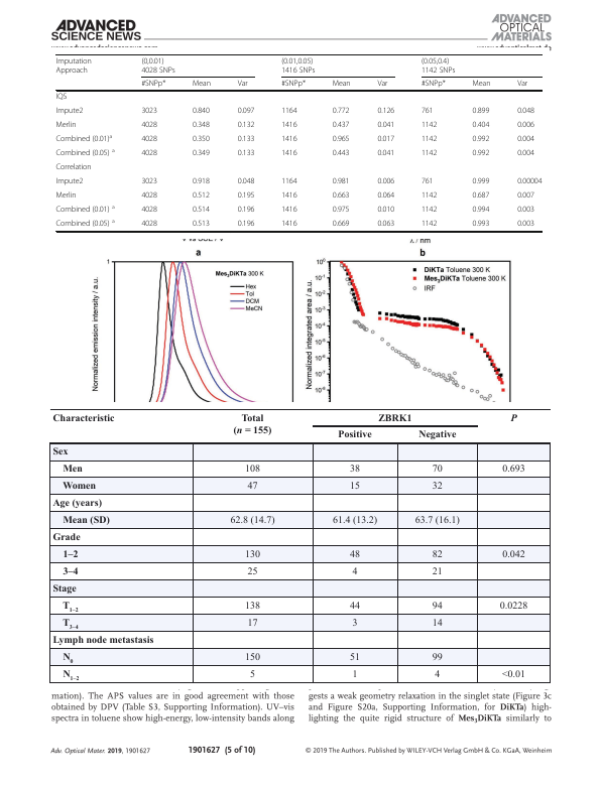 ADVANCED
SCIENCE NEWS
ADVANCED
OPTICAL
MATERIALS
Imputation (0,0.01) (0.01,0.05) (0.05,0.4)
Approach 4028 SNPs 1416 SNPs 1142 SNPs
#SNPp* Mean Var #SNPp* Mean Var #SNPp* Mean Var
IQS
Impute2 3023 0.840 0.097 1164 0.772 0.126 761 0.899 0.048
Merlin 4028 0.348 0.132 1416 0.437 0.041 1142 0.404 0.006
Combined (0.01)a 4028 0.350 0.133 1416 0.965 0.017 1142 0.992 0.004
Combined (0.05) a 4028 0.349 0.133 1416 0.443 0.041 1142 0.992 0.004
Correlation
Impute2 3023 0.918 0.048 1164 0.981 0.006 761 0.999 0.00004
Merlin 4028 0.512 0.195 1416 0.663 0.064 1142 0.687 0.007
Combined (0.01) a 4028 0.514 0.196 1416 0.975 0.010 1142 0.994 0.003
Combined (0.05) a 4028 0.513 0.196 1416 0.669 0.063 1142 0.993 0.003
a
1
Normalized emission intensity / a.u.
Mes3DiKTa 300 K
Hex
Tol
DCM
MeCN
b
Normalized integrated area / a.u.
10⁰
10⁻¹
10⁻²
10⁻³
10⁻⁴
10⁻⁵
10⁻⁶
10⁻⁷
10⁻⁸
DiKTa Toluene 300 K
Mes3DiKTa Toluene 300 K
IRF
Characteristic Total ZBRK1 P
(n = 155)
Positive Negative
Sex
Men 108 38 70 0.693
Women 47 15 32
Age (years)
Mean (SD) 62.8 (14.7) 61.4 (13.2) 63.7 (16.1)
Grade
1–2 130 48 82 0.042
3–4 25 4 21
Stage
T1–2 138 44 94 0.0228
T3–4 17 3 14
Lymph node metastasis
N0 150 51 99
N1–2 5 1 4 <0.01
mation). The APS values are in good agreement with those
obtained by DPV (Table S3, Supporting Information). UV–vis
spectra in toluene show high-energy, low-intensity bands along
gests a weak geometry relaxation in the singlet state (Figure 3c
and Figure S20a, Supporting Information, for DiKTa) high-
lighting the quite rigid structure of Mes3DiKTa similarly to
Adv. Optical Mater. 2019, 1901627
1901627 (5 of 10)
© 2019 The Authors. Published by WILEY-VCH Verlag GmbH & Co. KGaA, Weinheim